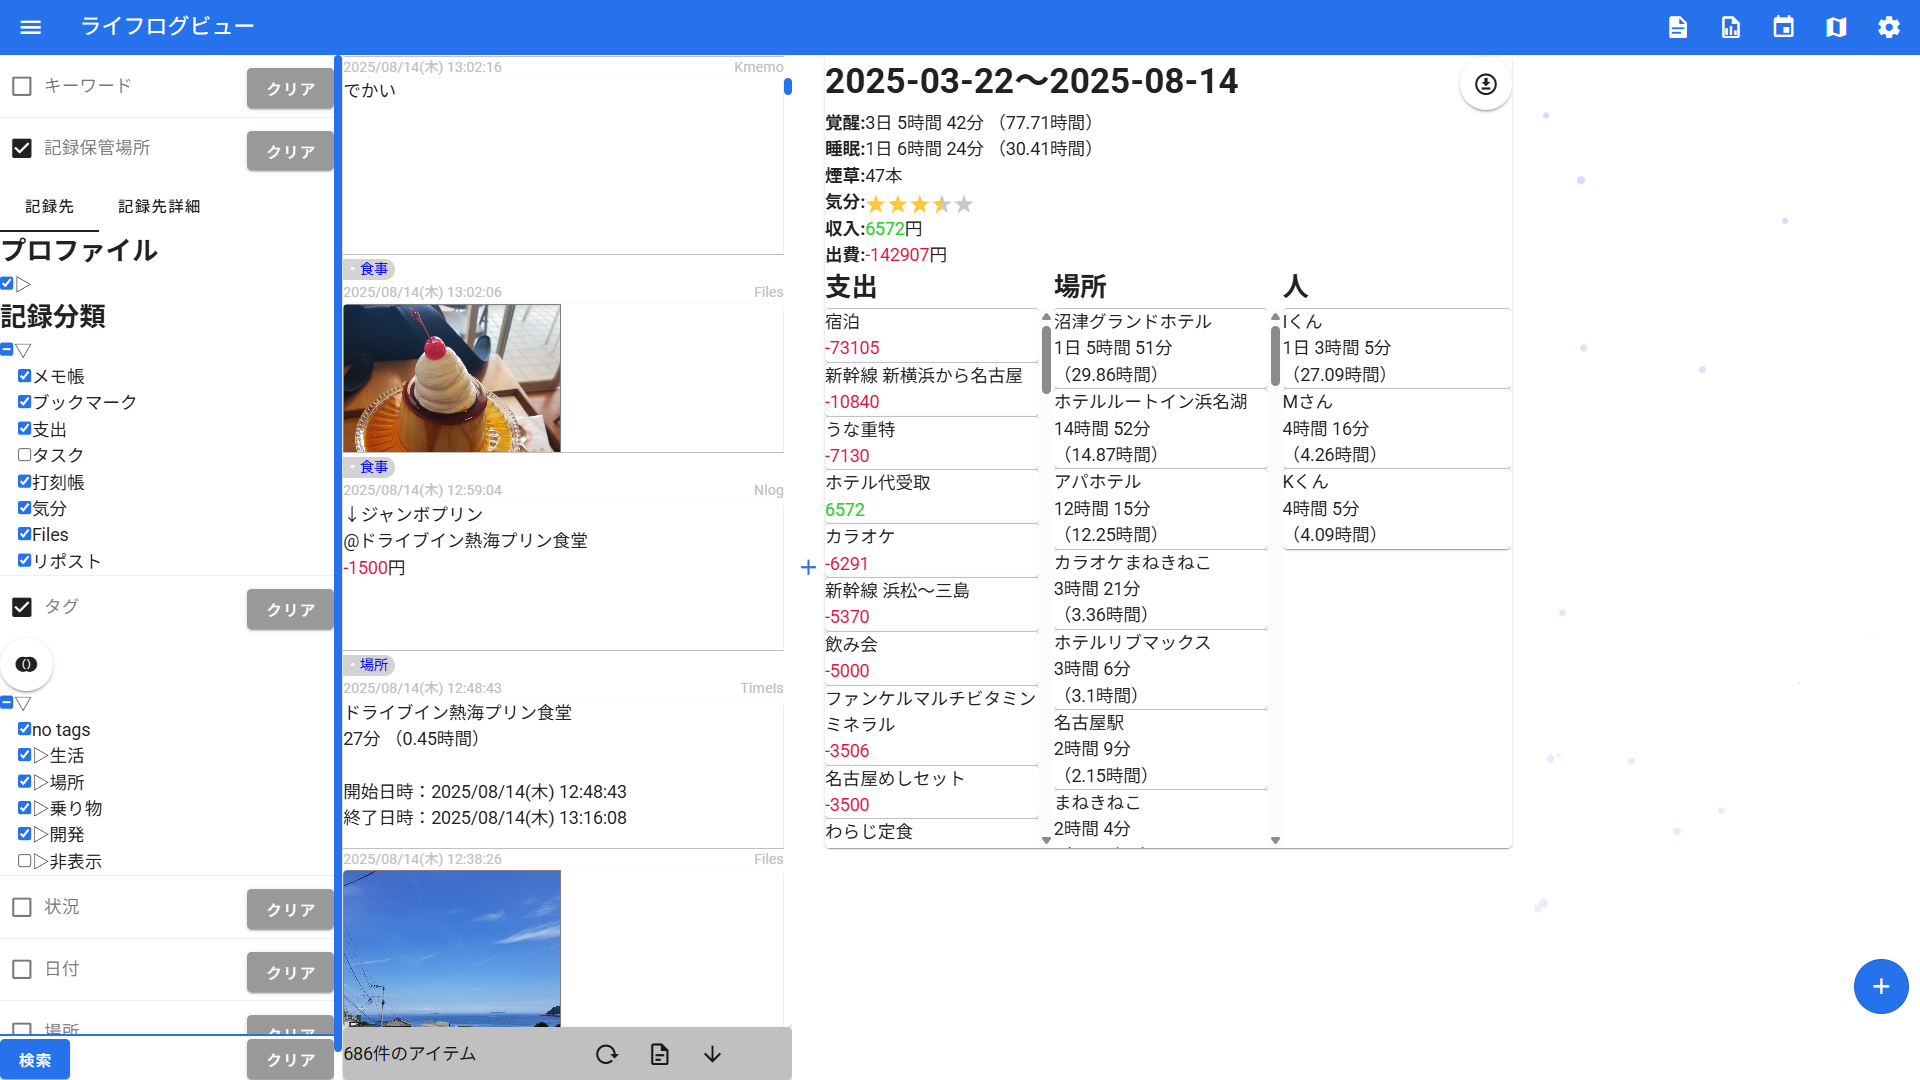 ライフログビュー
キーワード
クリア
記録保管場所
クリア
記録先
記録先詳細
プロファイル
▷
記録分類
▽
メモ帳
ブックマーク
支出
タスク
打刻帳
気分
Files
リポスト
タグ
クリア
▽
no tags
▷生活
▷場所
▷乗り物
▷開発
▷非表示
状況
クリア
日付
クリア
場所
クリア
検索
クリア
2025/08/14(木) 13:02:16
Kmemo
でかい
・食事
2025/08/14(木) 13:02:06
Files
・食事
2025/08/14(木) 12:59:04
Nlog
↓ジャンボプリン
@ドライブイン熱海プリン食堂
-1500円
・場所
2025/08/14(木) 12:48:43
TimeIs
ドライブイン熱海プリン食堂
27分 （0.45時間）
開始日時：2025/08/14(木) 12:48:43
終了日時：2025/08/14(木) 13:16:08
2025/08/14(木) 12:38:26
Files
686件のアイテム
2025-03-22～2025-08-14
覚醒:3日 5時間 42分 （77.71時間）
睡眠:1日 6時間 24分 （30.41時間）
煙草:47本
気分:
収入:6572円
出費:-142907円
支出
宿泊
-73105
新幹線 新横浜から名古屋
-10840
うな重特
-7130
ホテル代受取
6572
カラオケ
-6291
新幹線 浜松～三島
-5370
飲み会
-5000
ファンケルマルチビタミン
ミネラル
-3506
名古屋めしセット
-3500
わらじ定食
場所
沼津グランドホテル
1日 5時間 51分
（29.86時間）
ホテルルートイン浜名湖
14時間 52分
（14.87時間）
アパホテル
12時間 15分
（12.25時間）
カラオケまねきねこ
3時間 21分
（3.36時間）
ホテルリブマックス
3時間 6分
（3.1時間）
名古屋駅
2時間 9分
（2.15時間）
まねきねこ
2時間 4分
人
Iくん
1日 3時間 5分
（27.09時間）
Mさん
4時間 16分
（4.26時間）
Kくん
4時間 5分
（4.09時間）